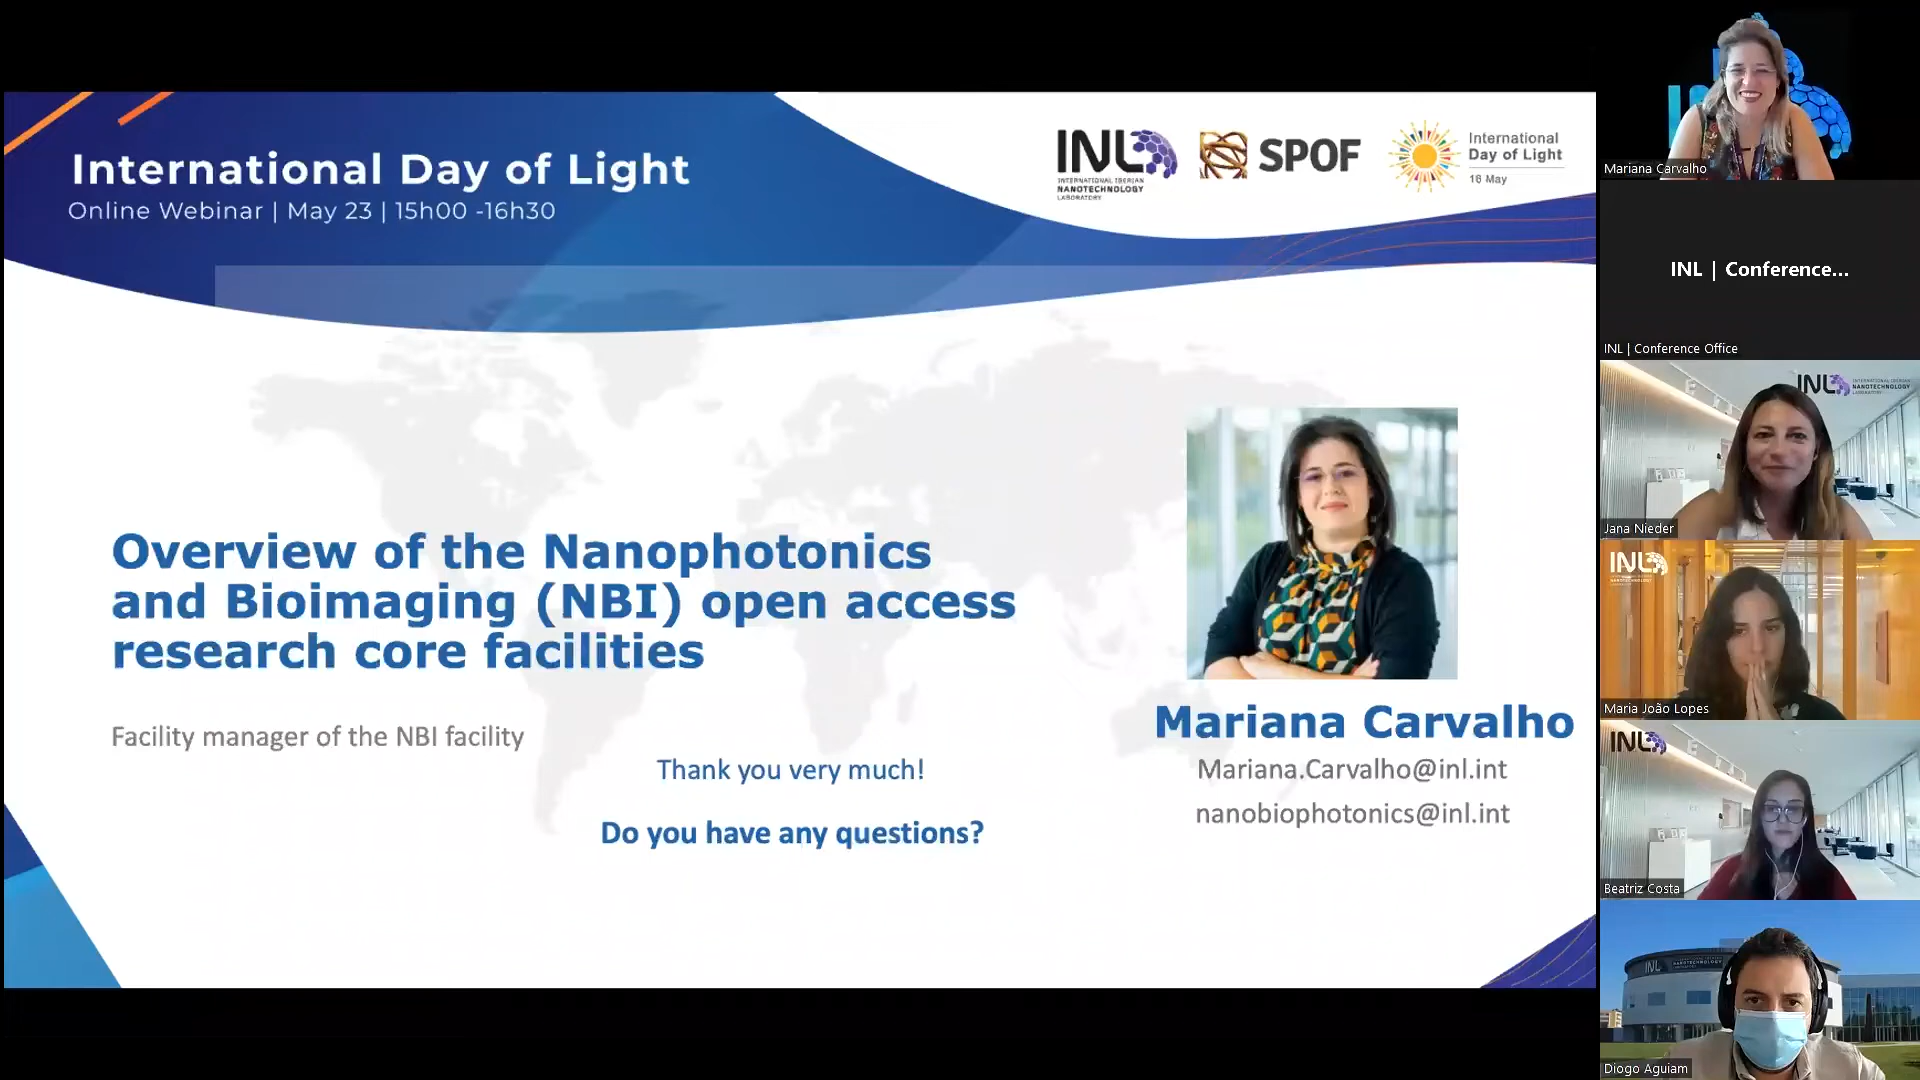 International Day of Light
Online Webinar | May 23 | 15h00 -16h30
INL
INTERNATIONAL IBERIAN
NANOTECHNOLOGY
LABORATORY
SPOF
International
Day of Light
16 May
Overview of the Nanophotonics
and Bioimaging (NBI) open access
research core facilities
Facility manager of the NBI facility
Thank you very much!
Do you have any questions?
Mariana Carvalho
Mariana.Carvalho@inl.int
nanobiophotonics@inl.int
Mariana Carvalho
INL | Conference...
INL | Conference Office
INL
INTERNATIONAL IBERIAN
NANOTECHNOLOGY
LABORATORY
Jana Nieder
INL
Maria João Lopes
INL
Beatriz Costa
INL
Diogo Aguiam